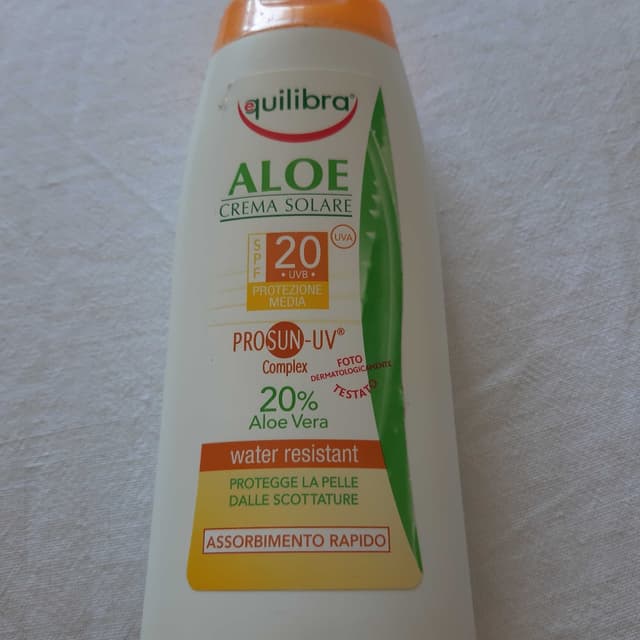 equilibra®
ALOE
CREMA SOLARE
SPF
20
• UVB •
UVA
PROTEZIONE
MEDIA
PROSUN-UV®
Complex
FOTO
DERMATOLOGICAMENTE
TESTATO
20%
Aloe Vera
water resistant
PROTEGGE LA PELLE
DALLE SCOTTATURE
ASSORBIMENTO RAPIDO